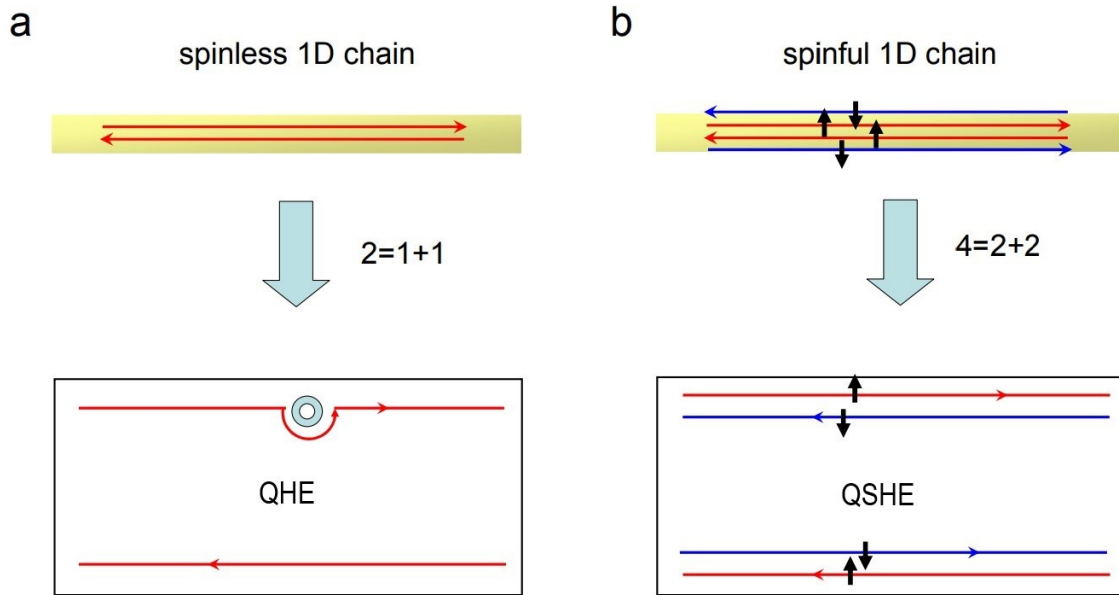 a
spinless 1D chain
2=1+1
QHE
b
spinful 1D chain
4=2+2
QSHE